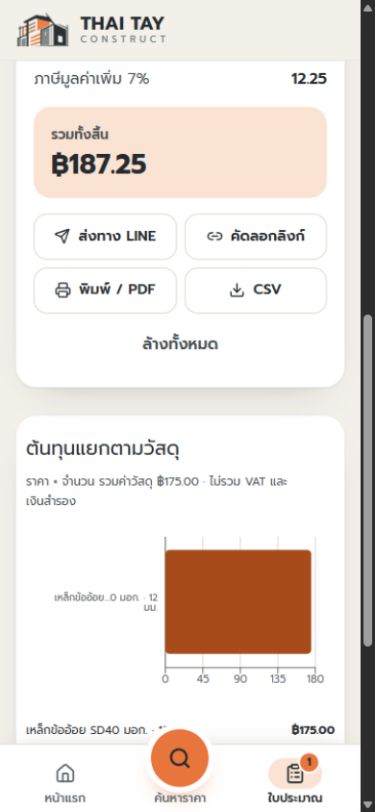 THAI TAY
CONSTRUCT
ภาษีมูลค่าเพิ่ม 7% 12.25
รวมทั้งสิ้น
฿187.25
ส่งทาง LINE คัดลอกลิงก์
พิมพ์ / PDF CSV
ล้างทั้งหมด
ต้นทุนแยกตามวัสดุ
ราคา × จำนวน รวมค่าวัสดุ ฿175.00 · ไม่รวม VAT และ
เงินสำรอง
เหล็กข้ออ้อย…0 มอก. · 12
มม.
0 45 90 135 180
เหล็กข้ออ้อย SD40 มอก. · ฿175.00
1
หน้าแรก ค้นหาราคา ใบประมาณ